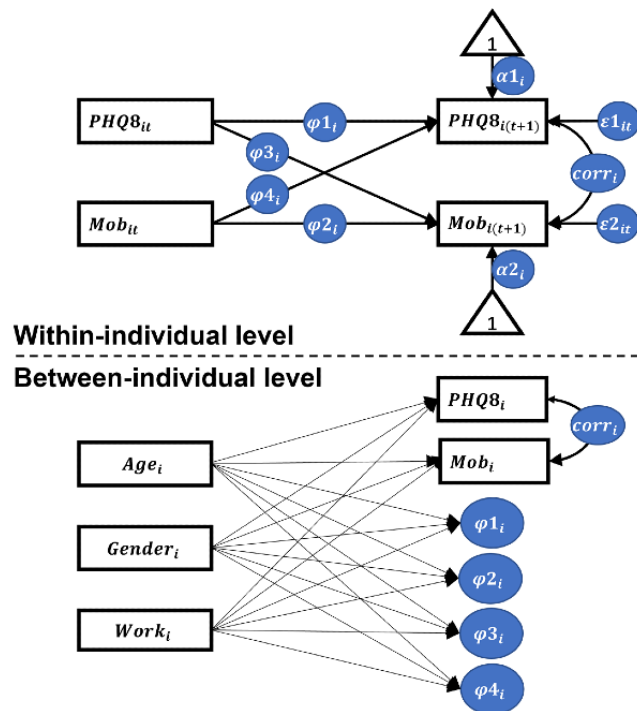 1
α1ᵢ
PHQ8ᵢₜ φ1ᵢ PHQ8ᵢ₍ₜ₊₁₎ ε1ᵢₜ
φ3ᵢ corrᵢ
φ4ᵢ
Mobᵢₜ φ2ᵢ Mobᵢ₍ₜ₊₁₎ ε2ᵢₜ
α2ᵢ
1
Within-individual level
Between-individual level
PHQ8ᵢ
corrᵢ
Ageᵢ Mobᵢ
φ1ᵢ
Genderᵢ
φ2ᵢ
Workᵢ φ3ᵢ
φ4ᵢ